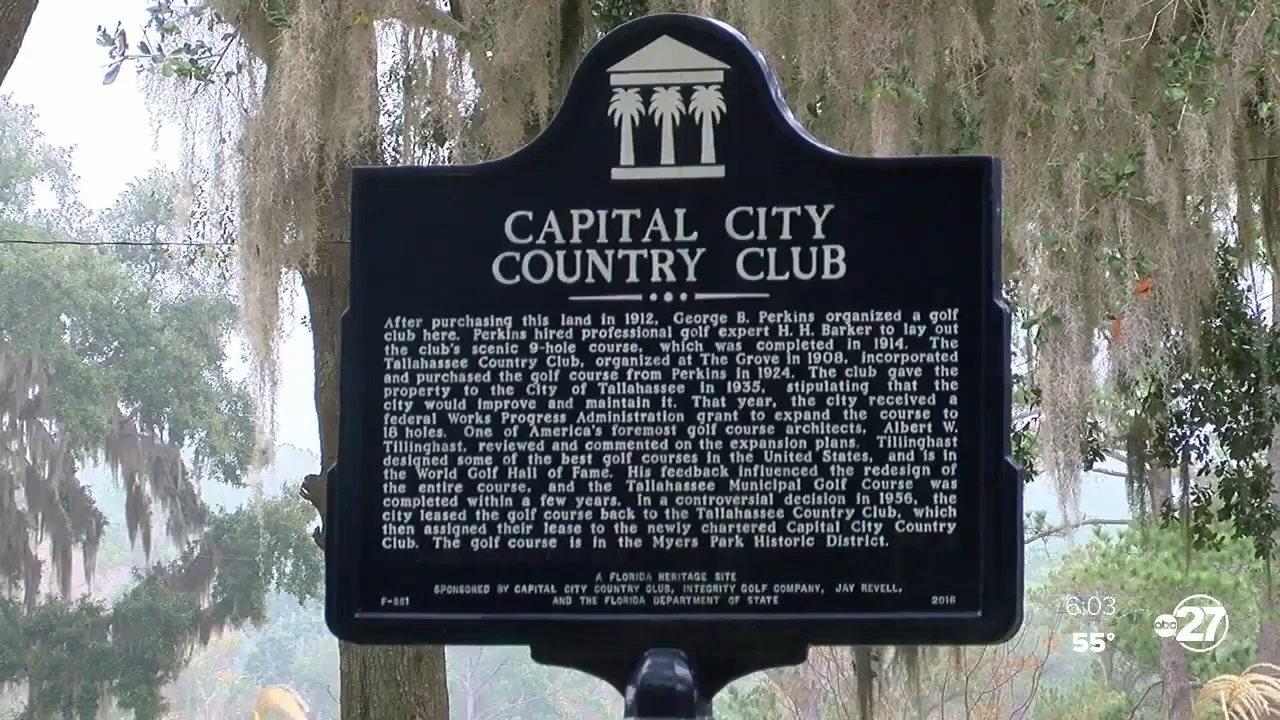 CAPITAL CITY
COUNTRY CLUB
After purchasing this land in 1912, George B. Perkins organized a golf
club here. Perkins hired professional golf expert H. H. Barker to lay out
the club's scenic 9-hole course, which was completed in 1914. The
Tallahassee Country Club, organized at The Grove in 1908, incorporated
and purchased the golf course from Perkins in 1924. The club gave the
property to the City of Tallahassee in 1935, stipulating that the
city would improve and maintain it. That year, the city received a
federal Works Progress Administration grant to expand the course to
18 holes. One of America's foremost golf course architects, Albert W.
Tillinghast, reviewed and commented on the expansion plans. Tillinghast
designed some of the best golf courses in the United States, and is in
the World Golf Hall of Fame. His feedback influenced the redesign of
the entire course, and the Tallahassee Municipal Golf Course was
completed within a few years. In a controversial decision in 1956, the
city leased the golf course back to the Tallahassee Country Club, which
then assigned their lease to the newly chartered Capital City Country
Club. The golf course is in the Myers Park Historic District.
A FLORIDA HERITAGE SITE
SPONSORED BY CAPITAL CITY COUNTRY CLUB, INTEGRITY GOLF COMPANY, JAY REVELL,
F-881 AND THE FLORIDA DEPARTMENT OF STATE 2016
6:03
55°
abc 27